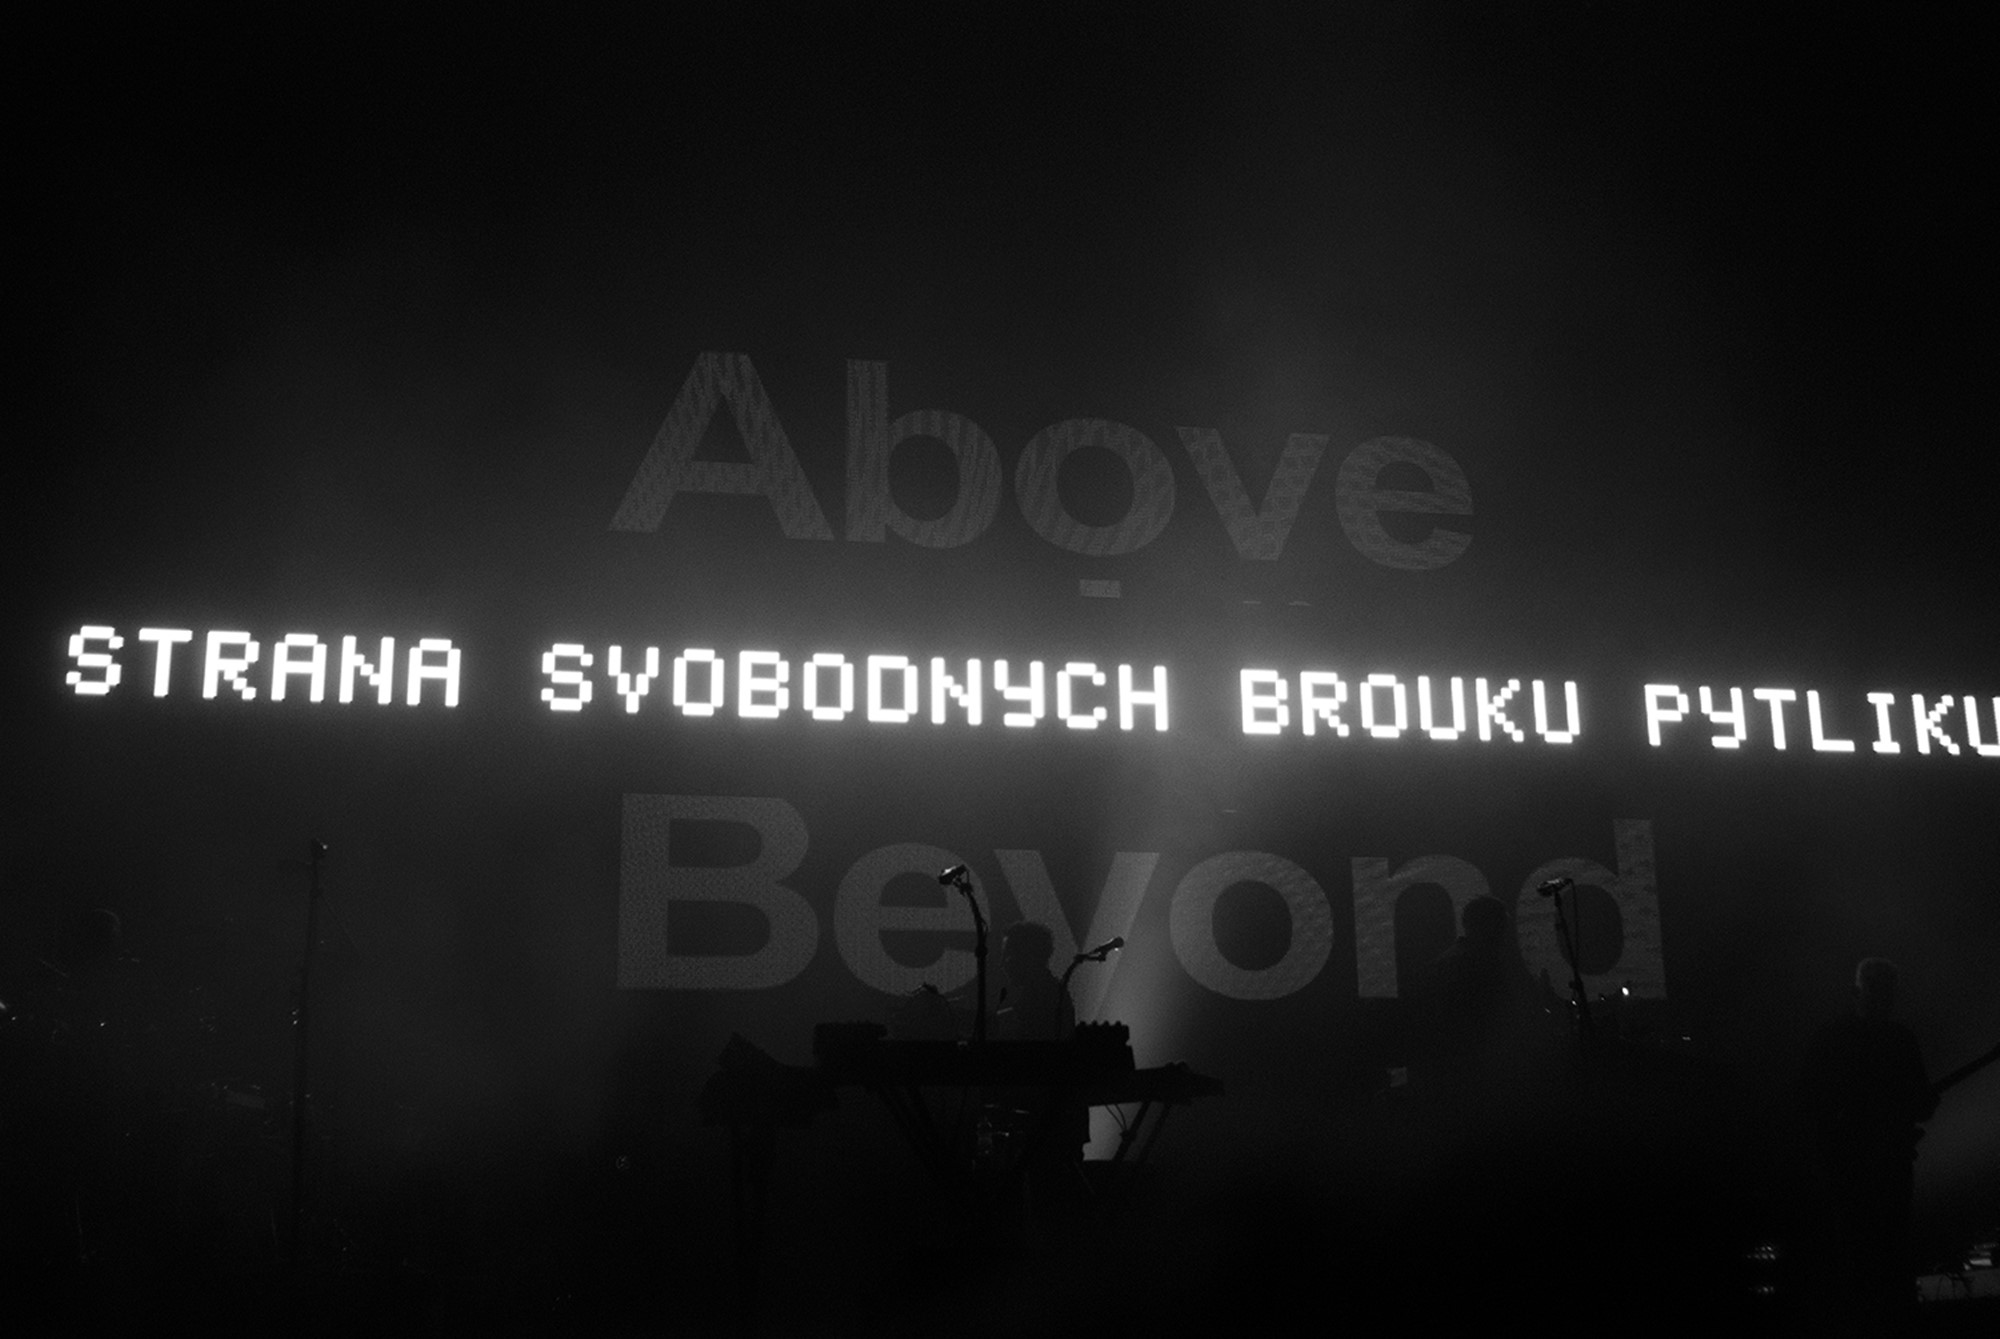 Above
STRANA SVOBODNYCH BROUKU PYTLIKU
Beyond